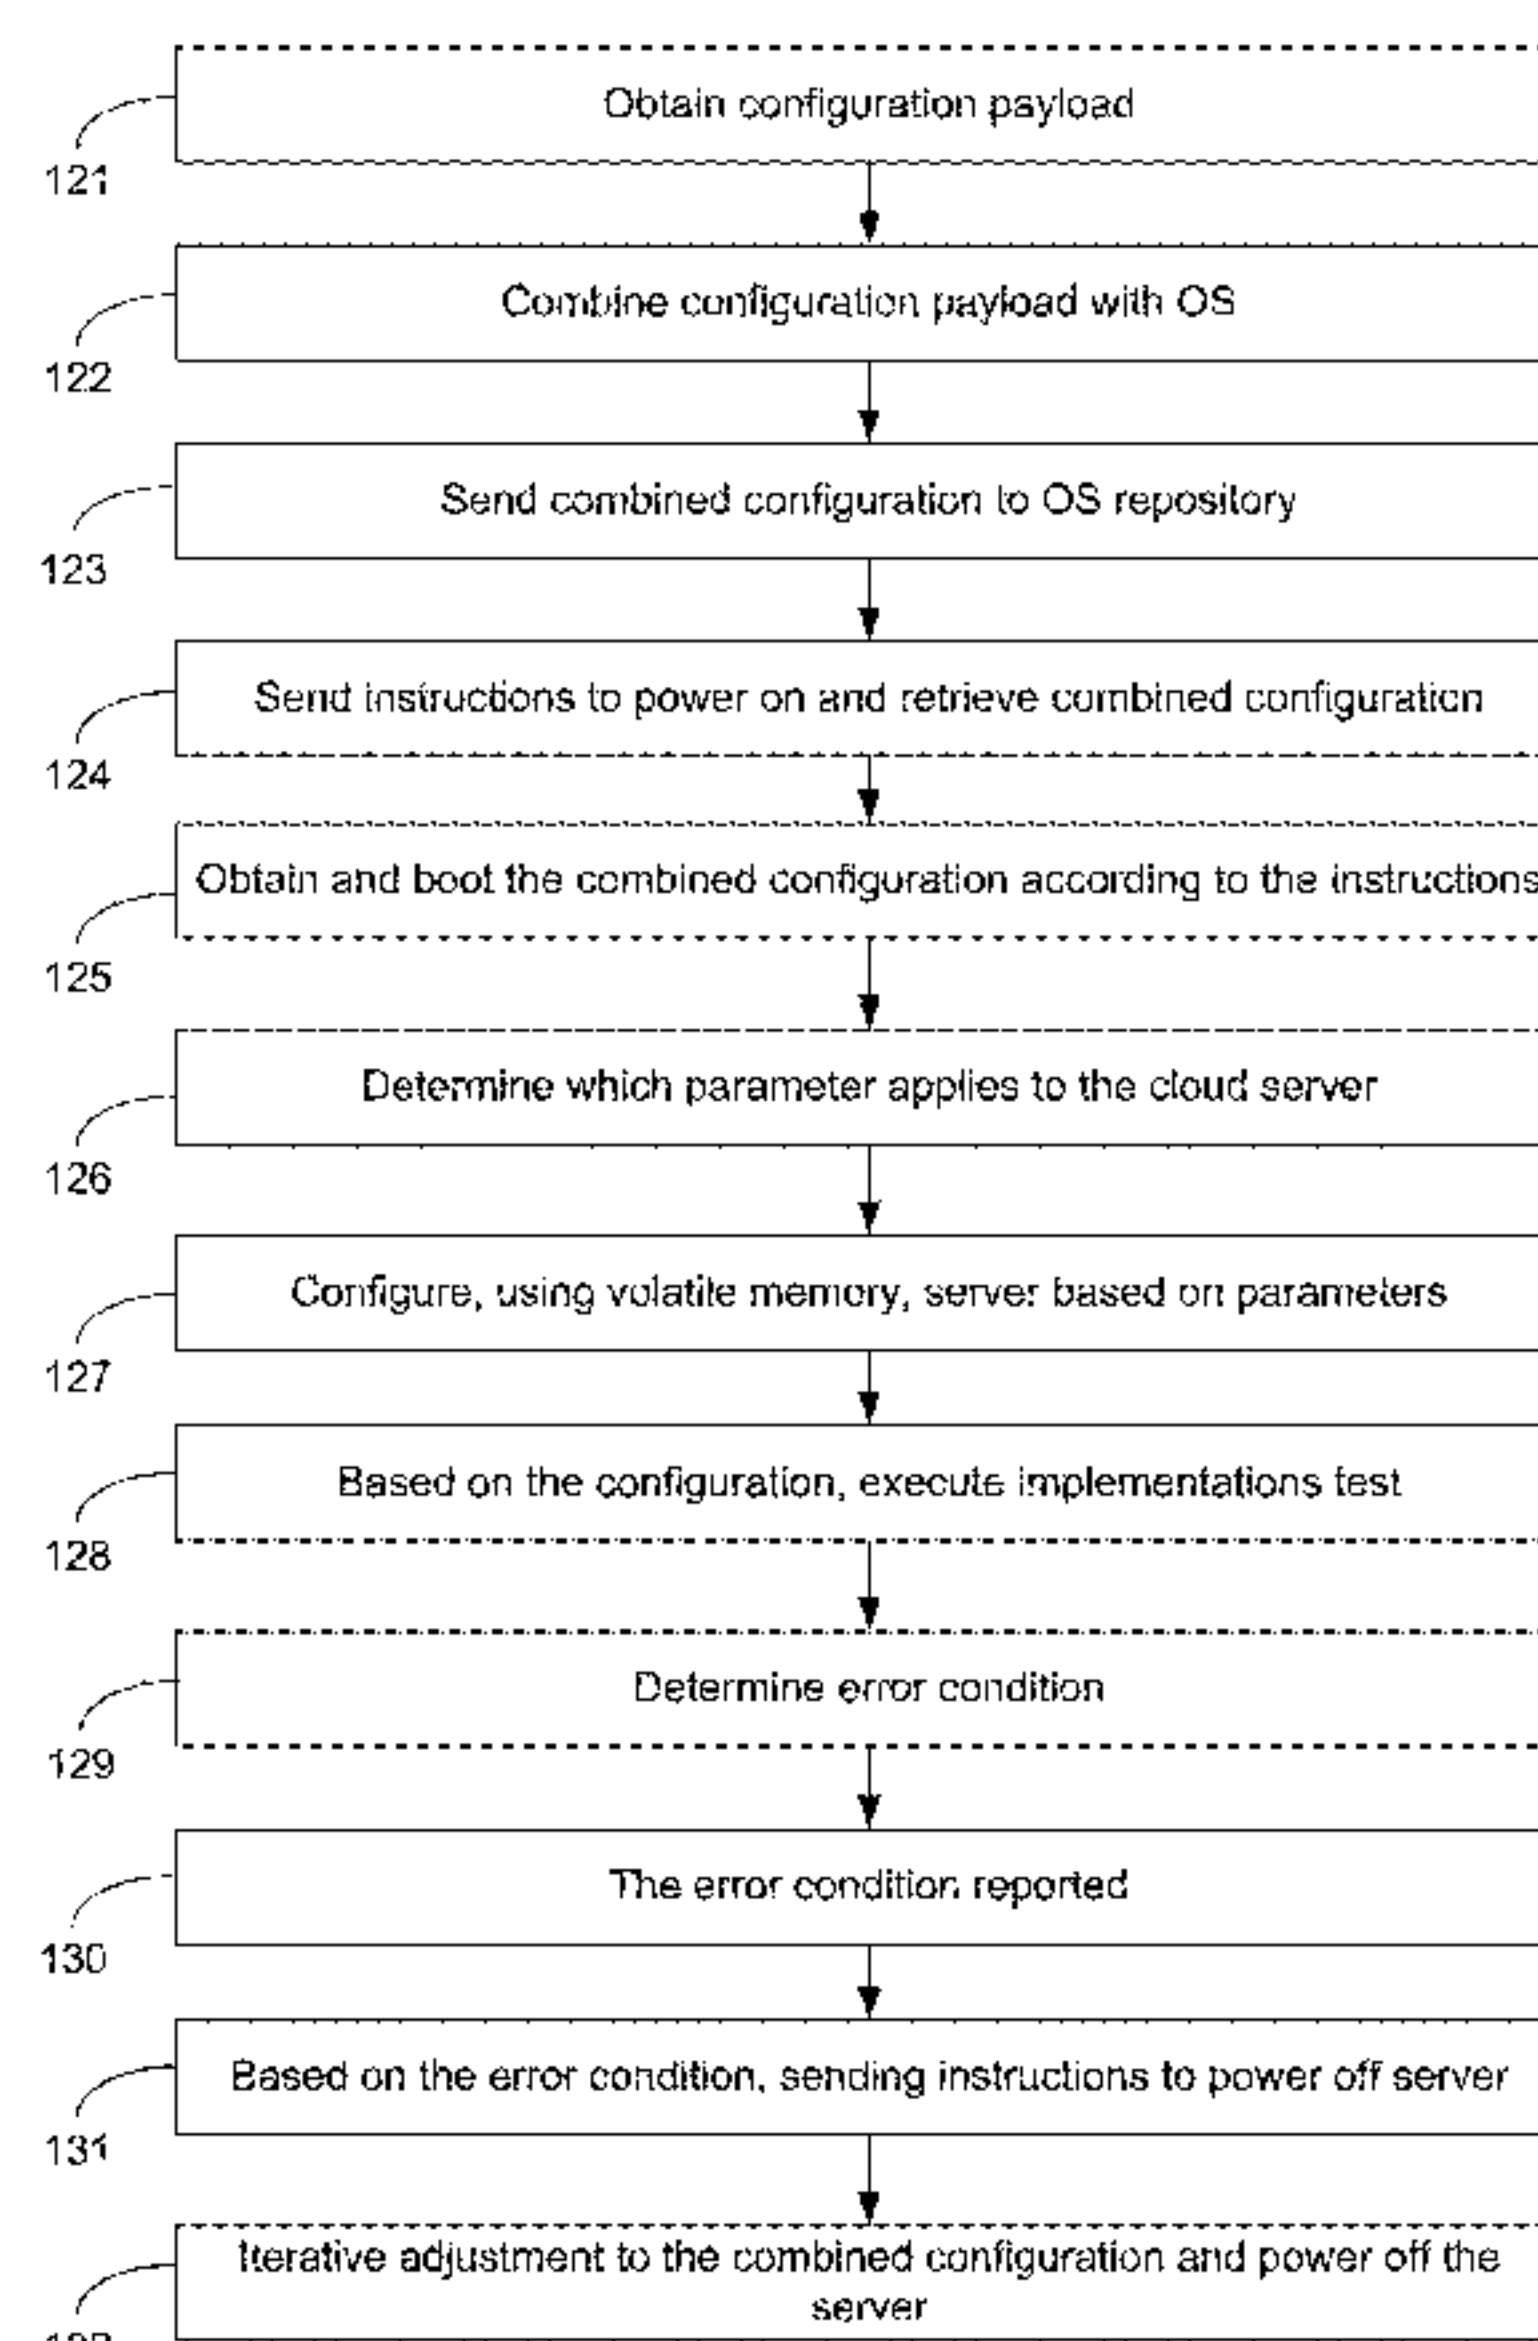 Obtain configuration payload
121
Combine configuration payload with OS
122
Send combined configuration to OS repository
123
Send instructions to power on and retrieve combined configuration
124
Obtain and boot the combined configuration according to the instructions
125
Determine which parameter applies to the cloud server
126
Configure, using volatile memory, server based on parameters
127
Based on the configuration, execute implementations test
128
Determine error condition
129
The error condition reported
130
Based on the error condition, sending instructions to power off server
131
Iterative adjustment to the combined configuration and power off the
server